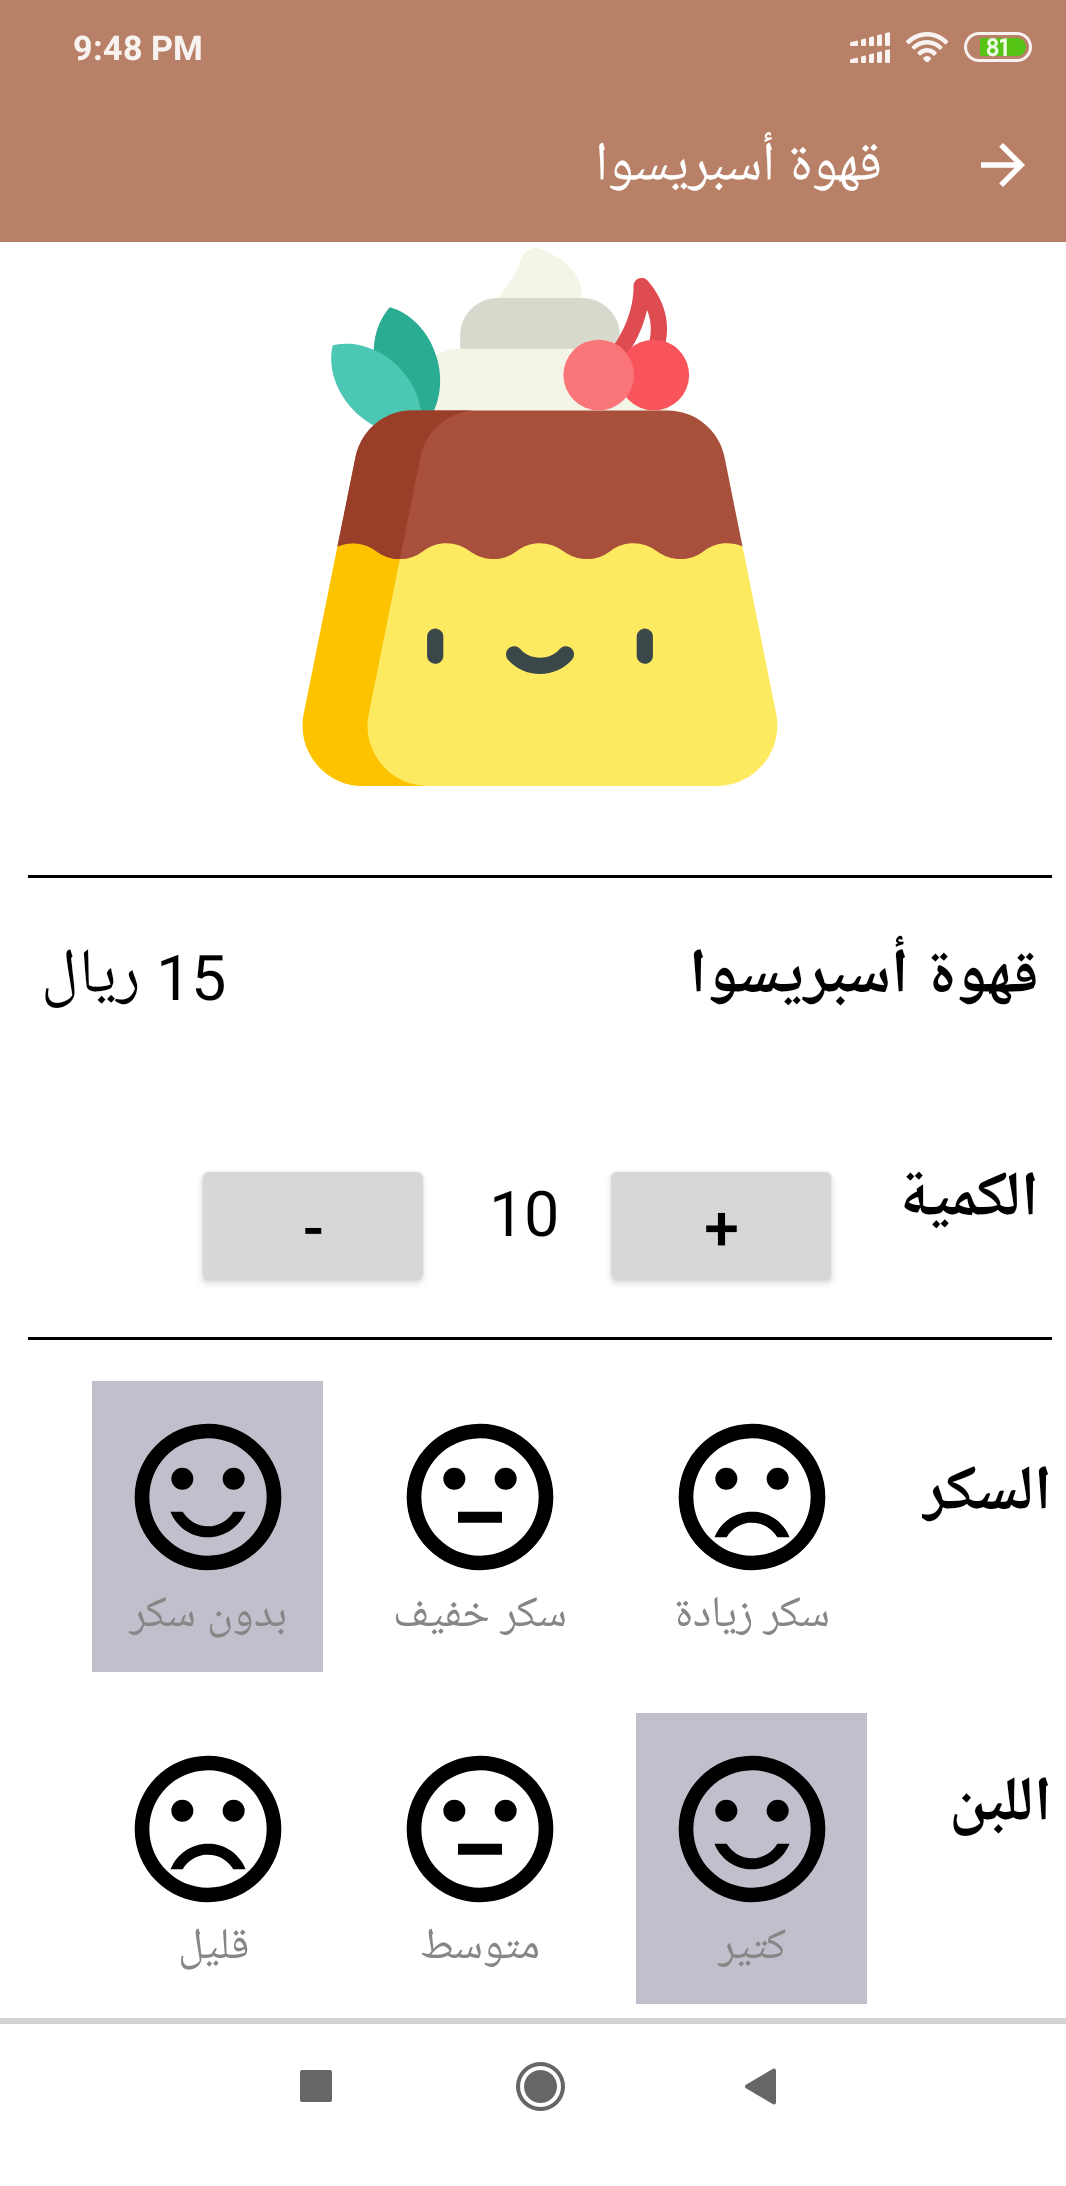 9:48 PM
81
قهوة أسبريسوا
قهوة أسبريسوا
15 ريال
الكمية
+ 10 -
السكر
سكر زيادة سكر خفيف بدون سكر
اللبن
كتير متوسط قليل